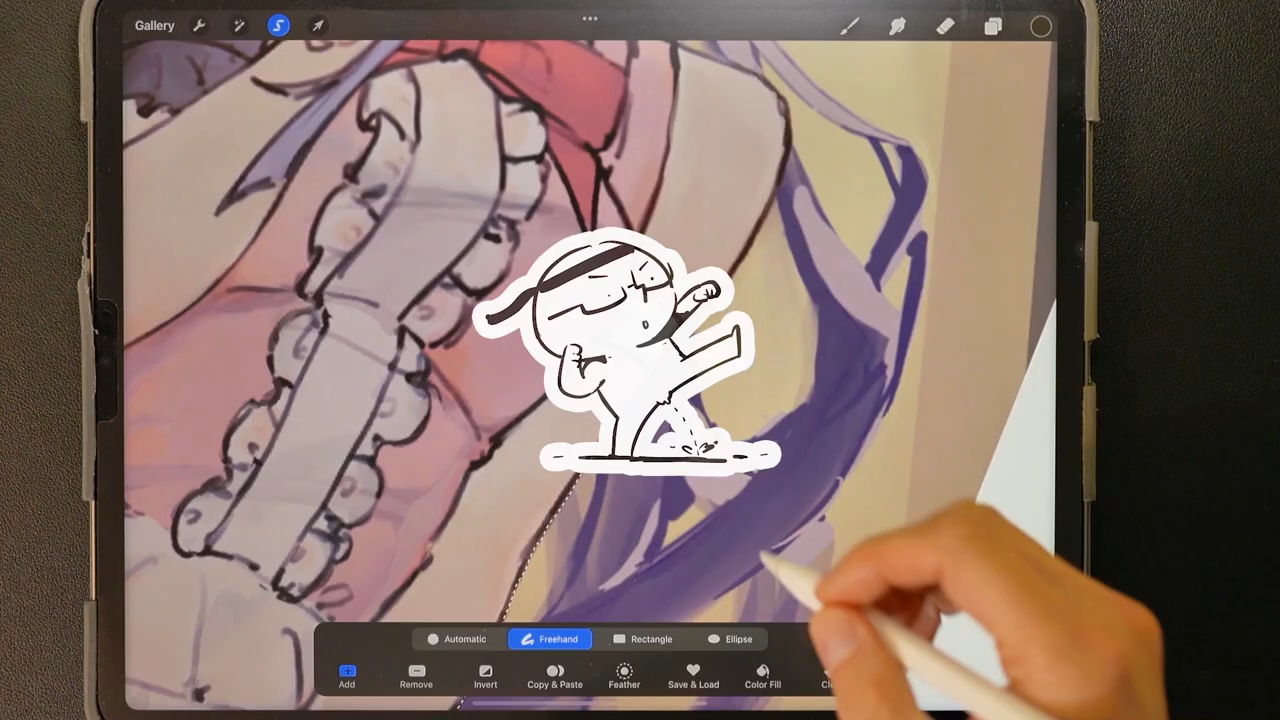 Gallery
Automatic Freehand Rectangle Ellipse
Add Remove Invert Copy & Paste Feather Save & Load Color Fill